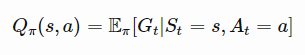 Q_π(s, a) = 𝔼_π[G_t|S_t = s, A_t = a]